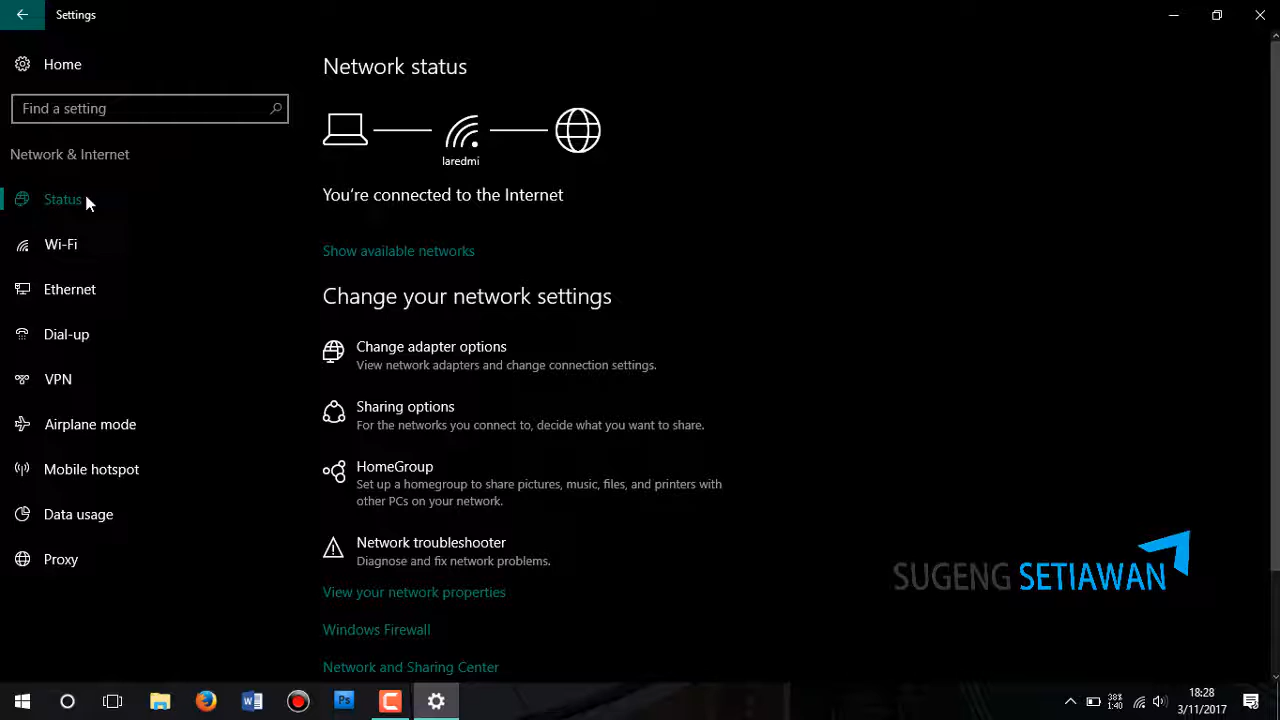 Settings
Home
Find a setting
Network & Internet
Status
Wi-Fi
Ethernet
Dial-up
VPN
Airplane mode
Mobile hotspot
Data usage
Proxy
Network status
laredmi
You're connected to the Internet
Show available networks
Change your network settings
Change adapter options
View network adapters and change connection settings.
Sharing options
For the networks you connect to, decide what you want to share.
HomeGroup
Set up a homegroup to share pictures, music, files, and printers with
other PCs on your network.
Network troubleshooter
Diagnose and fix network problems.
View your network properties
Windows Firewall
Network and Sharing Center
SUGENG SETIAWAN
W
Ps
C
38%
1:40
18:28
3/11/2017